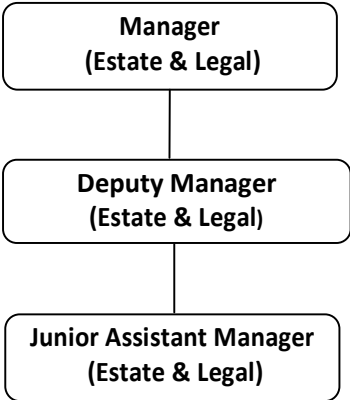 Manager
(Estate & Legal)
Deputy Manager
(Estate & Legal)
Junior Assistant Manager
(Estate & Legal)